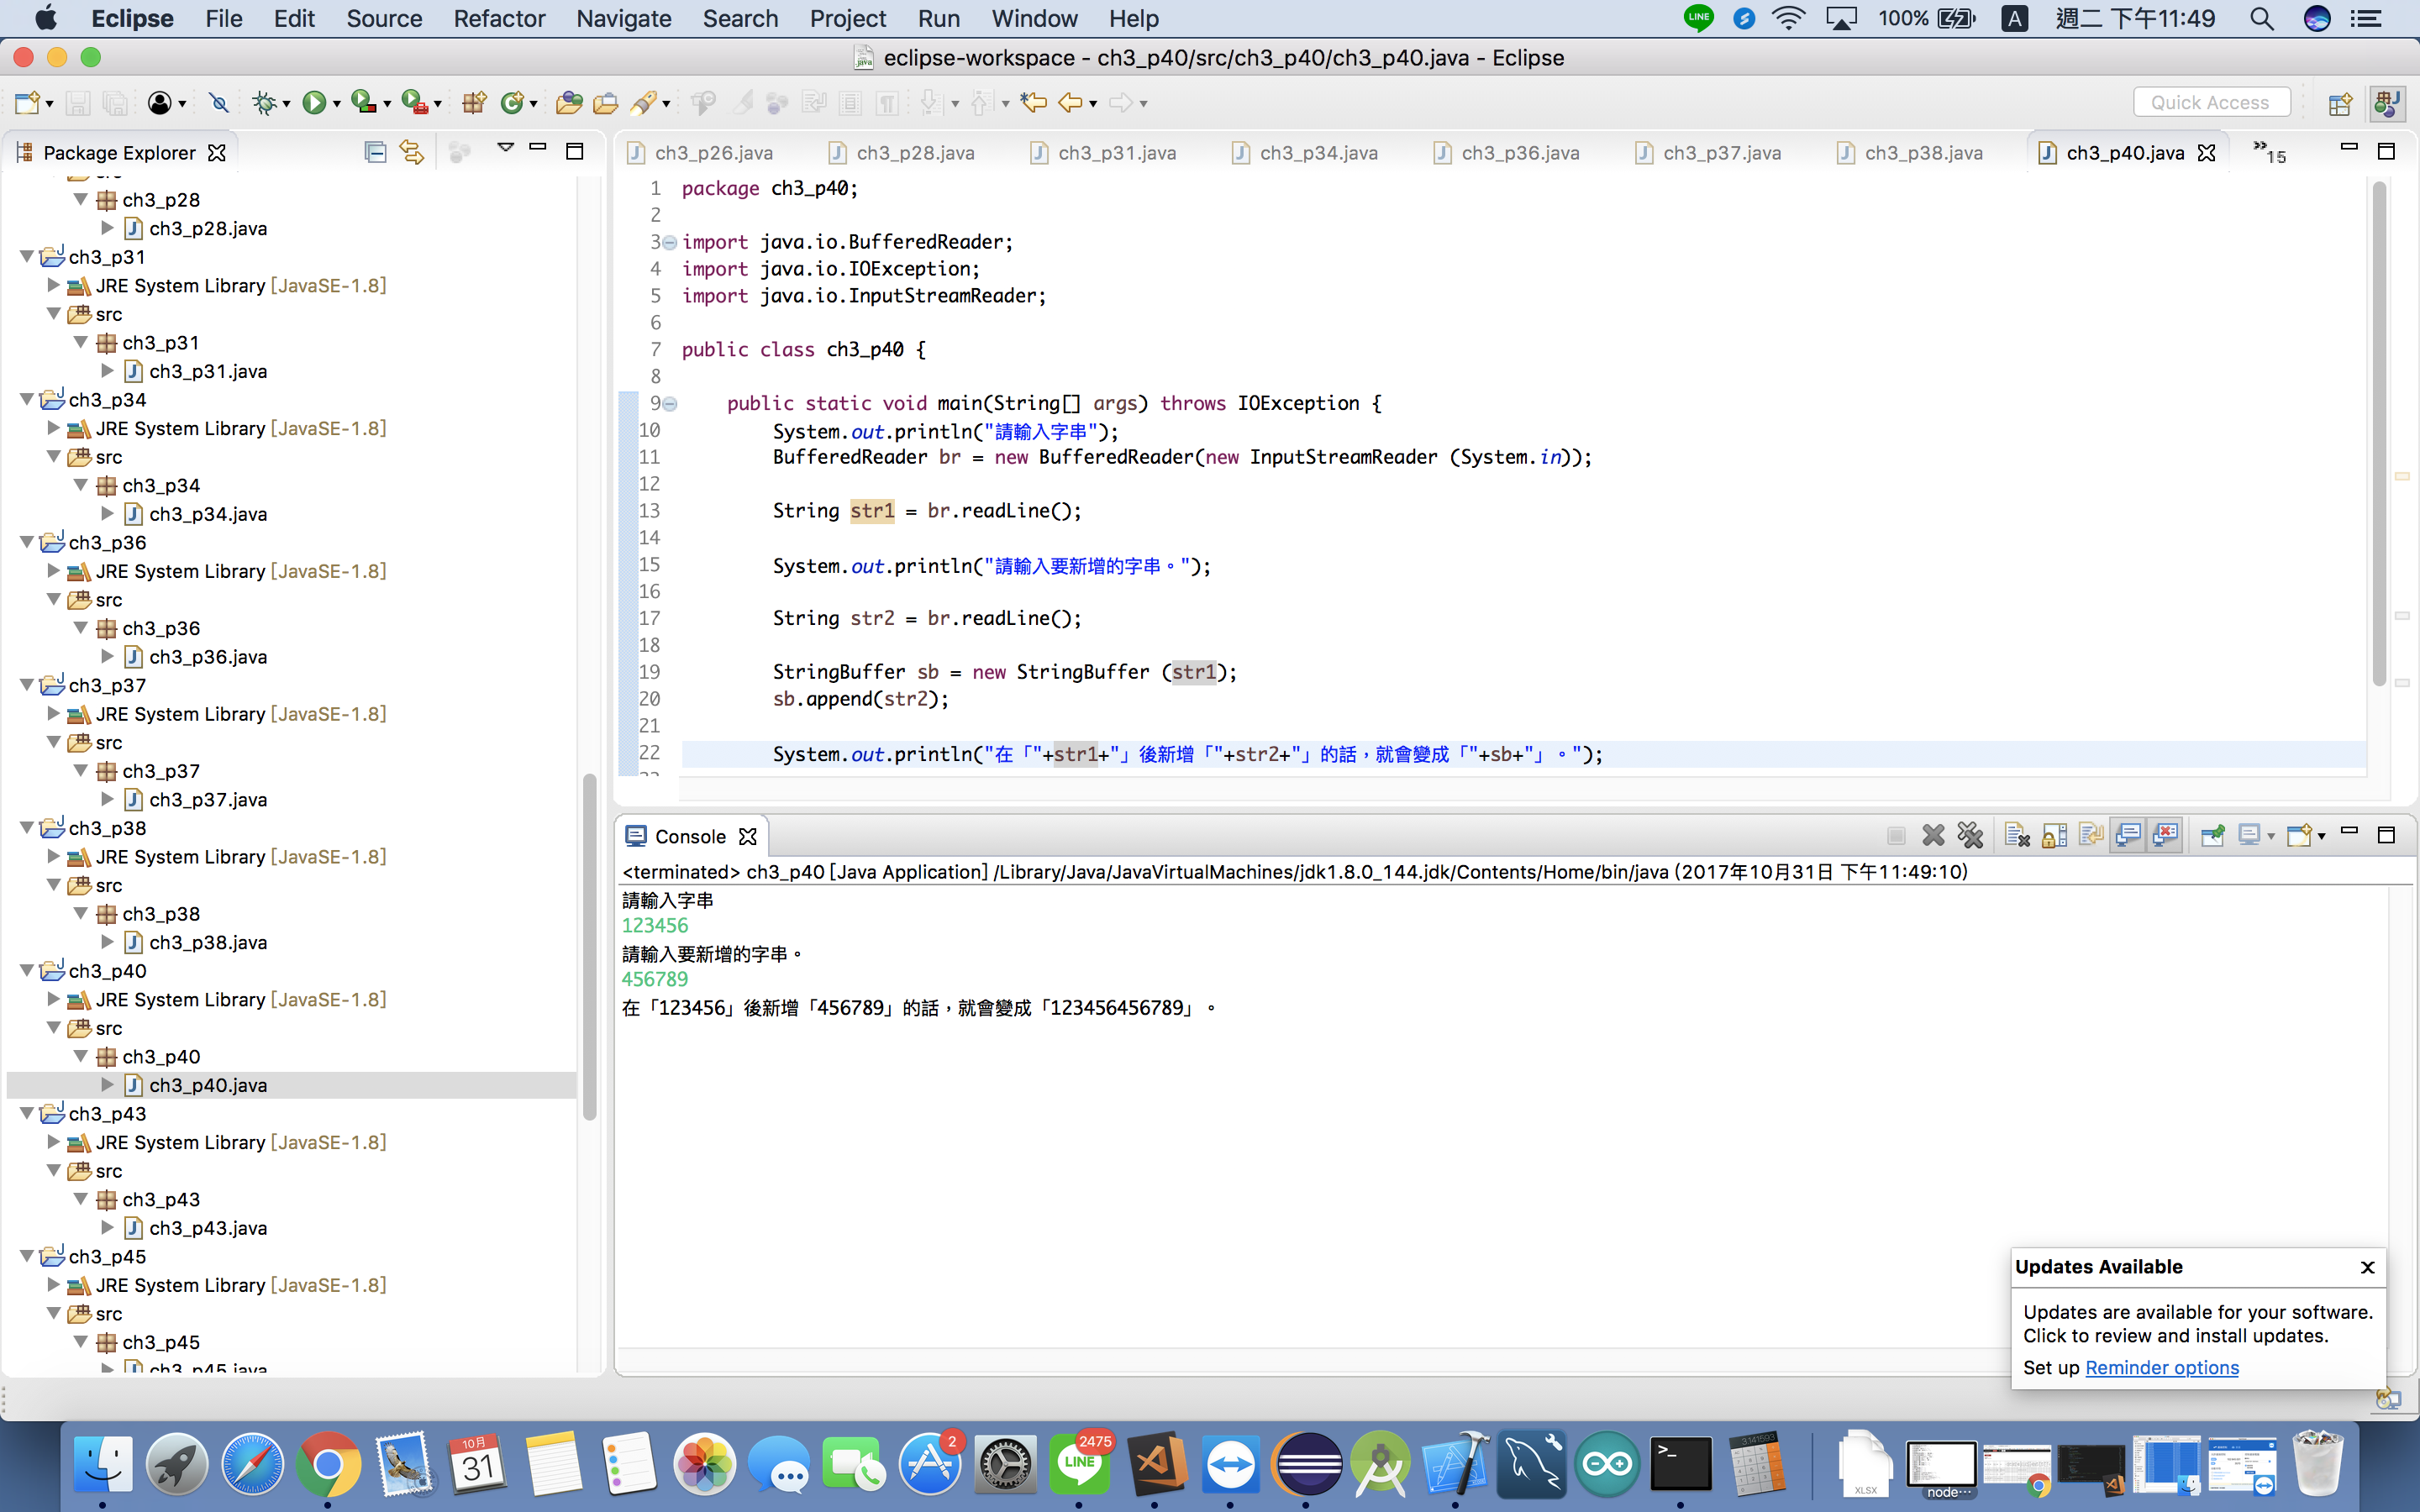 Eclipse File Edit Source Refactor Navigate Search Project Run Window Help LINE 100% A 週二 下午11:49
eclipse-workspace - ch3_p40/src/ch3_p40/ch3_p40.java - Eclipse
Quick Access
Package Explorer
ch3_p28
ch3_p28.java
ch3_p31
JRE System Library [JavaSE-1.8]
src
ch3_p31
ch3_p31.java
ch3_p34
JRE System Library [JavaSE-1.8]
src
ch3_p34
ch3_p34.java
ch3_p36
JRE System Library [JavaSE-1.8]
src
ch3_p36
ch3_p36.java
ch3_p37
JRE System Library [JavaSE-1.8]
src
ch3_p37
ch3_p37.java
ch3_p38
JRE System Library [JavaSE-1.8]
src
ch3_p38
ch3_p38.java
ch3_p40
JRE System Library [JavaSE-1.8]
src
ch3_p40
ch3_p40.java
ch3_p43
JRE System Library [JavaSE-1.8]
src
ch3_p43
ch3_p43.java
ch3_p45
JRE System Library [JavaSE-1.8]
src
ch3_p45
ch3_p45.java
ch3_p26.java ch3_p28.java ch3_p31.java ch3_p34.java ch3_p36.java ch3_p37.java ch3_p38.java ch3_p40.java »15
1 package ch3_p40;
2
3 import java.io.BufferedReader;
4 import java.io.IOException;
5 import java.io.InputStreamReader;
6
7 public class ch3_p40 {
8
9 public static void main(String[] args) throws IOException {
10 System.out.println("請輸入字串");
11 BufferedReader br = new BufferedReader(new InputStreamReader (System.in));
12
13 String str1 = br.readLine();
14
15 System.out.println("請輸入要新增的字串。");
16
17 String str2 = br.readLine();
18
19 StringBuffer sb = new StringBuffer (str1);
20 sb.append(str2);
21
22 System.out.println("在「"+str1+"」後新增「"+str2+"」的話，就會變成「"+sb+"」。");
Console
<terminated> ch3_p40 [Java Application] /Library/Java/JavaVirtualMachines/jdk1.8.0_144.jdk/Contents/Home/bin/java (2017年10月31日 下午11:49:10)
請輸入字串
123456
請輸入要新增的字串。
456789
在「123456」後新增「456789」的話，就會變成「123456456789」。
Updates Available
Updates are available for your software.
Click to review and install updates.
Set up Reminder options
10月
31
2
2475
LINE
3.141593
XLSX
node…